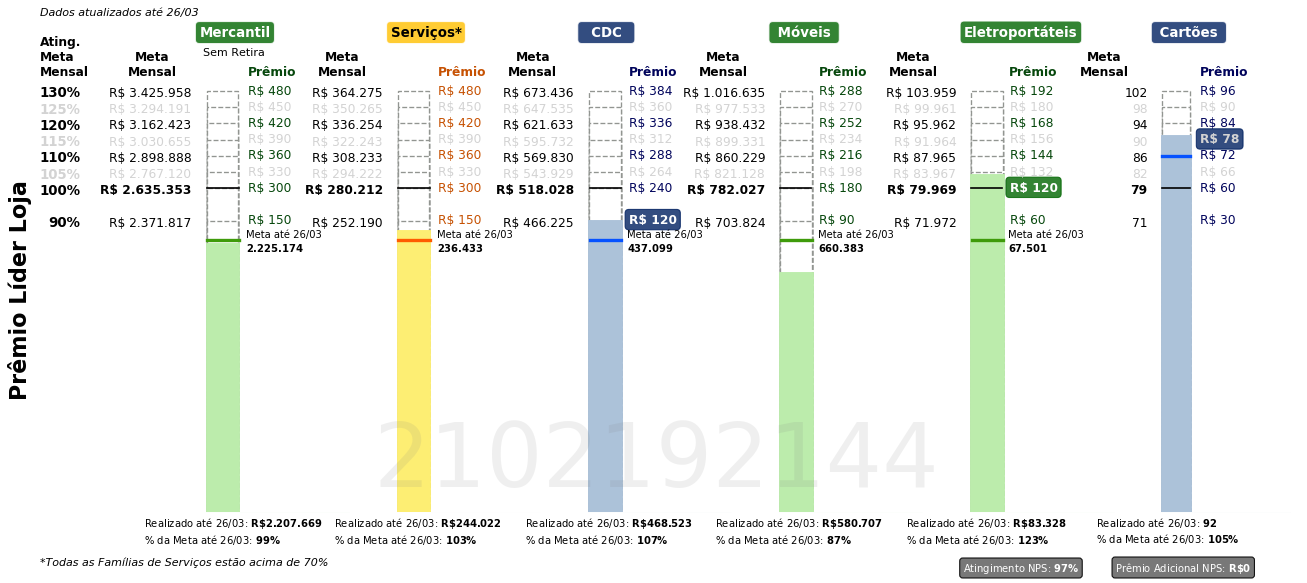 Dados atualizados até 26/03
Mercantil Serviços* CDC Móveis Eletroportáteis Cartões
Sem Retira
Ating. Meta Mensal
Meta Mensal Prêmio Meta Mensal Prêmio Meta Mensal Prêmio Meta Mensal Prêmio Meta Mensal Prêmio Meta Mensal Prêmio
130% R$ 3.425.958 R$ 480 R$ 364.275 R$ 480 R$ 673.436 R$ 384 R$ 1.016.635 R$ 288 R$ 103.959 R$ 192 102 R$ 96
125% R$ 3.294.191 R$ 450 R$ 350.265 R$ 450 R$ 647.535 R$ 360 R$ 977.533 R$ 270 R$ 99.961 R$ 180 98 R$ 90
120% R$ 3.162.423 R$ 420 R$ 336.254 R$ 420 R$ 621.633 R$ 336 R$ 938.432 R$ 252 R$ 95.962 R$ 168 94 R$ 84
115% R$ 3.030.655 R$ 390 R$ 322.243 R$ 390 R$ 595.732 R$ 312 R$ 899.331 R$ 234 R$ 91.964 R$ 156 90 R$ 78
110% R$ 2.898.888 R$ 360 R$ 308.233 R$ 360 R$ 569.830 R$ 288 R$ 860.229 R$ 216 R$ 87.965 R$ 144 86 R$ 72
105% R$ 2.767.120 R$ 330 R$ 294.222 R$ 330 R$ 543.929 R$ 264 R$ 821.128 R$ 198 R$ 83.967 R$ 132 82 R$ 66
100% R$ 2.635.353 R$ 300 R$ 280.212 R$ 300 R$ 518.028 R$ 240 R$ 782.027 R$ 180 R$ 79.969 R$ 120 79 R$ 60
90% R$ 2.371.817 R$ 150 R$ 252.190 R$ 150 R$ 466.225 R$ 120 R$ 703.824 R$ 90 R$ 71.972 R$ 60 71 R$ 30
Meta até 26/03 Meta até 26/03 Meta até 26/03 Meta até 26/03 Meta até 26/03
2.225.174 236.433 437.099 660.383 67.501
Prêmio Líder Loja
2102192144
Realizado até 26/03: R$2.207.669 Realizado até 26/03: R$244.022 Realizado até 26/03: R$468.523 Realizado até 26/03: R$580.707 Realizado até 26/03: R$83.328 Realizado até 26/03: 92
% da Meta até 26/03: 99% % da Meta até 26/03: 103% % da Meta até 26/03: 107% % da Meta até 26/03: 87% % da Meta até 26/03: 123% % da Meta até 26/03: 105%
*Todas as Famílias de Serviços estão acima de 70% Atingimento NPS: 97% Prêmio Adicional NPS: R$0